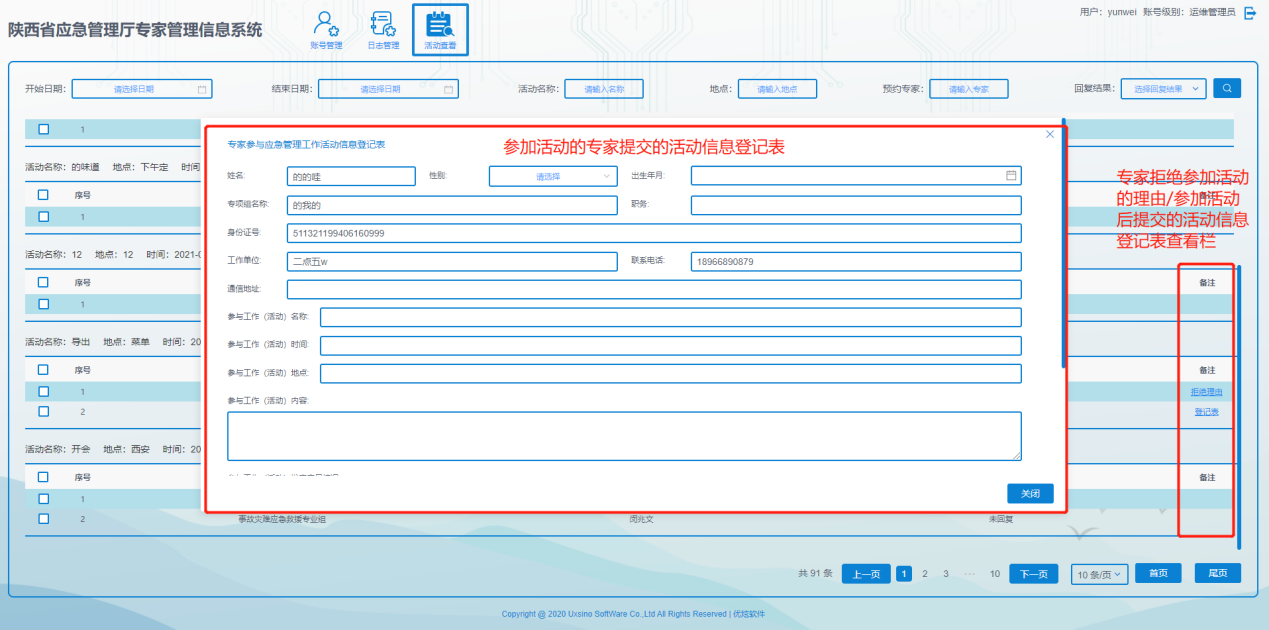 陕西省应急管理厅专家管理信息系统
账号管理
日志管理
活动查看
用户：yunwei 账号级别：运维管理员
开始日期： 请选择日期
结束日期： 请选择日期
活动名称： 请输入名称
地点： 请输入地点
预约专家： 请输入专家
回复结果： 选择回复结果
1
活动名称：的味道 地点：下午定 时间
序号
1
活动名称：12 地点：12 时间：2021-0
序号 备注
1
活动名称：导出 地点：菜单 时间：20
序号 备注
1 拒绝理由
2 登记表
活动名称：开会 地点：西安 时间：20
序号 备注
1
2 事故灾难应急救援专业组 闵兆文 未回复
专家参与应急管理工作活动信息登记表
参加活动的专家提交的活动信息登记表
姓名: 的的哇 性别: 请选择 出生年月:
专项组名称: 的我的 职务:
身份证号: 511321199406160999
工作单位: 二点五w 联系电话: 18966890879
通信地址:
参与工作（活动）名称:
参与工作（活动）时间:
参与工作（活动）地点:
参与工作（活动）内容:
关闭
专家拒绝参加活动
的理由/参加活动
后提交的活动信息
登记表查看栏
共 91 条 上一页 1 2 3 ··· 10 下一页 10 条/页 首页 尾页
Copyright @ 2020 Uxsino SoftWare Co.,Ltd All Rights Reserved | 优炫软件